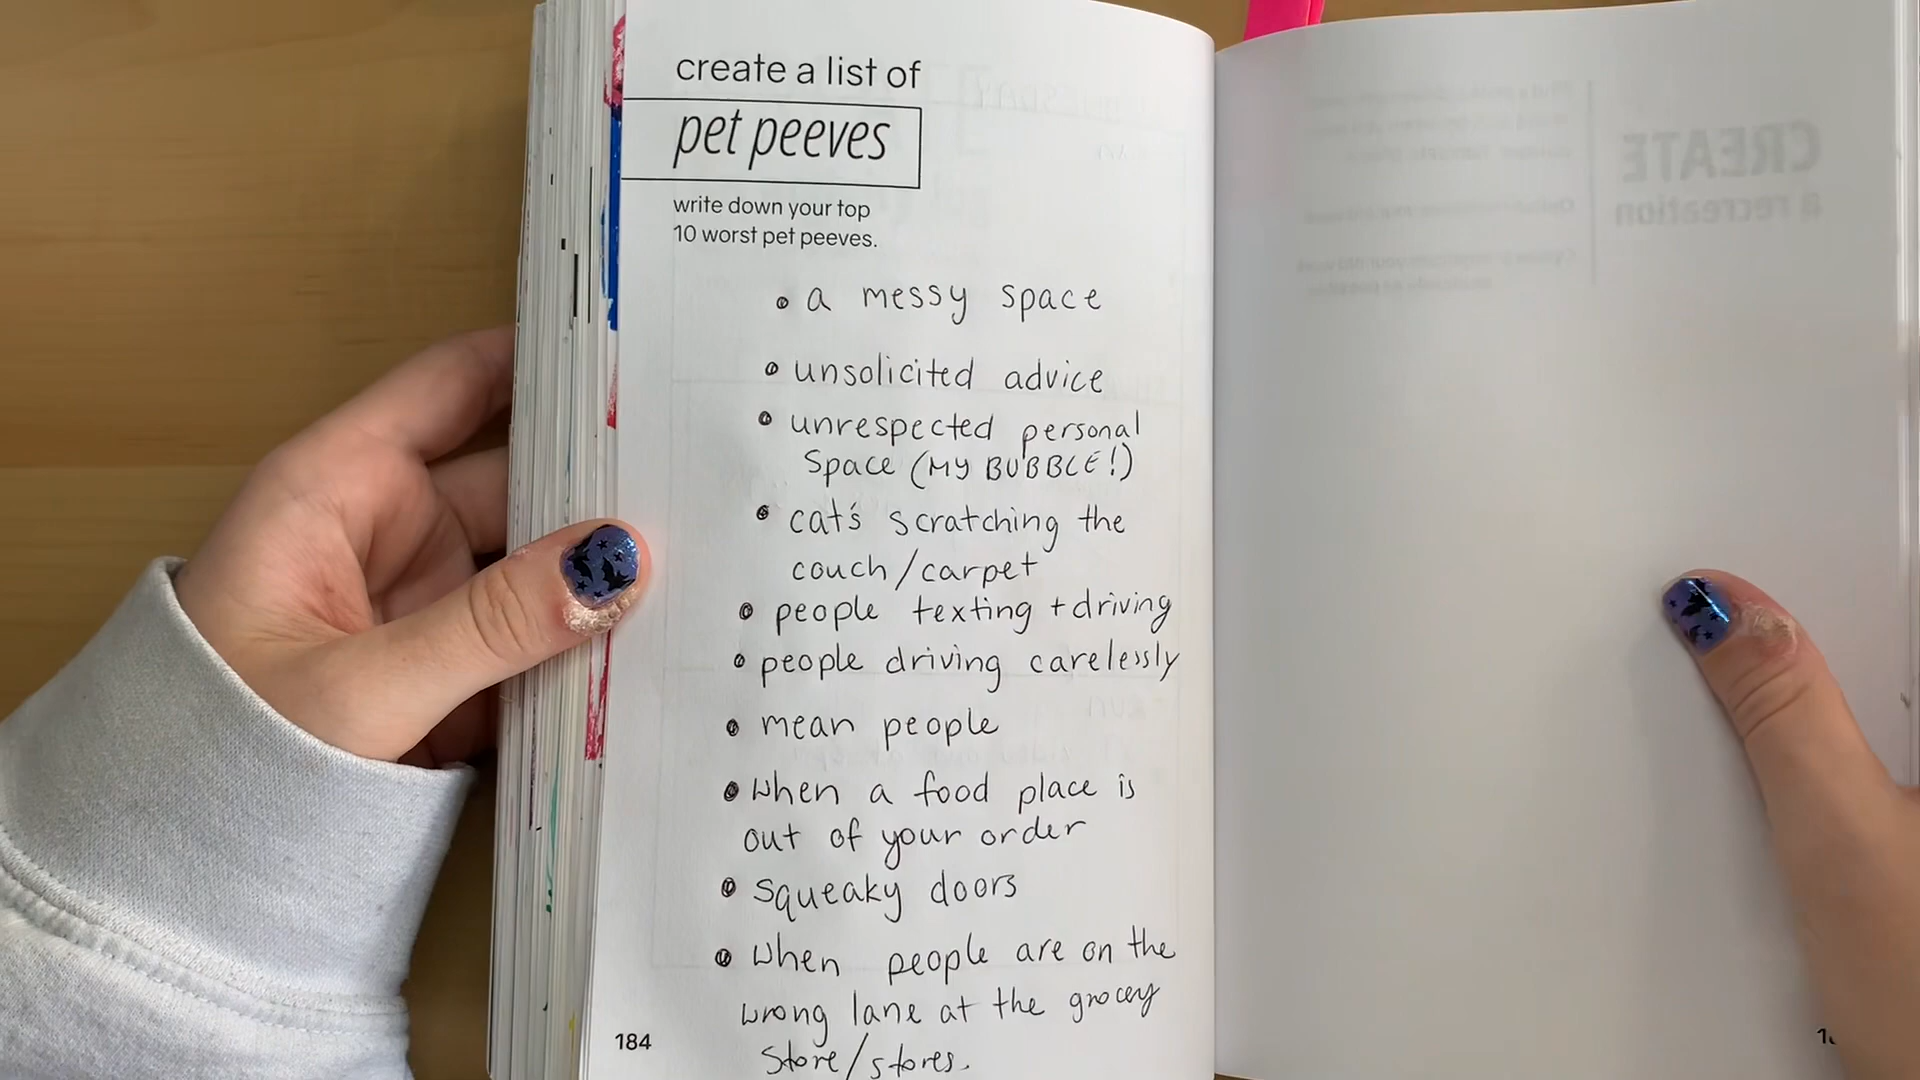 create a list of
pet peeves
write down your top
10 worst pet peeves.
• a messy space
• unsolicited advice
• unrespected personal
space (MY BUBBLE!)
• cat's scratching the
couch/carpet
• people texting + driving
• people driving carelessly
• mean people
• when a food place is
out of your order
• squeaky doors
• when people are on the
wrong lane at the grocey
store/stores.
184
CREATE
a recreation